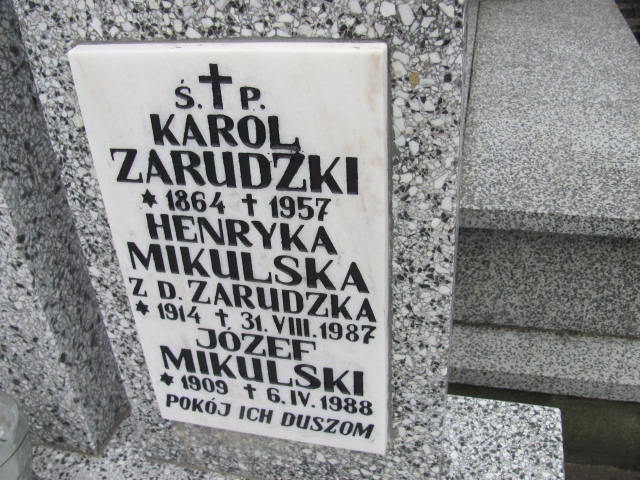 Ś.✝P.
KAROL
ZARUDZKI
* 1864 ✝ 1957
HENRYKA
MIKULSKA
Z D. ZARUDZKA
* 1914 ✝ 31.VIII.1987
JÓZEF
MIKULSKI
* 1909 ✝ 6.IV.1988
POKÓJ ICH DUSZOM